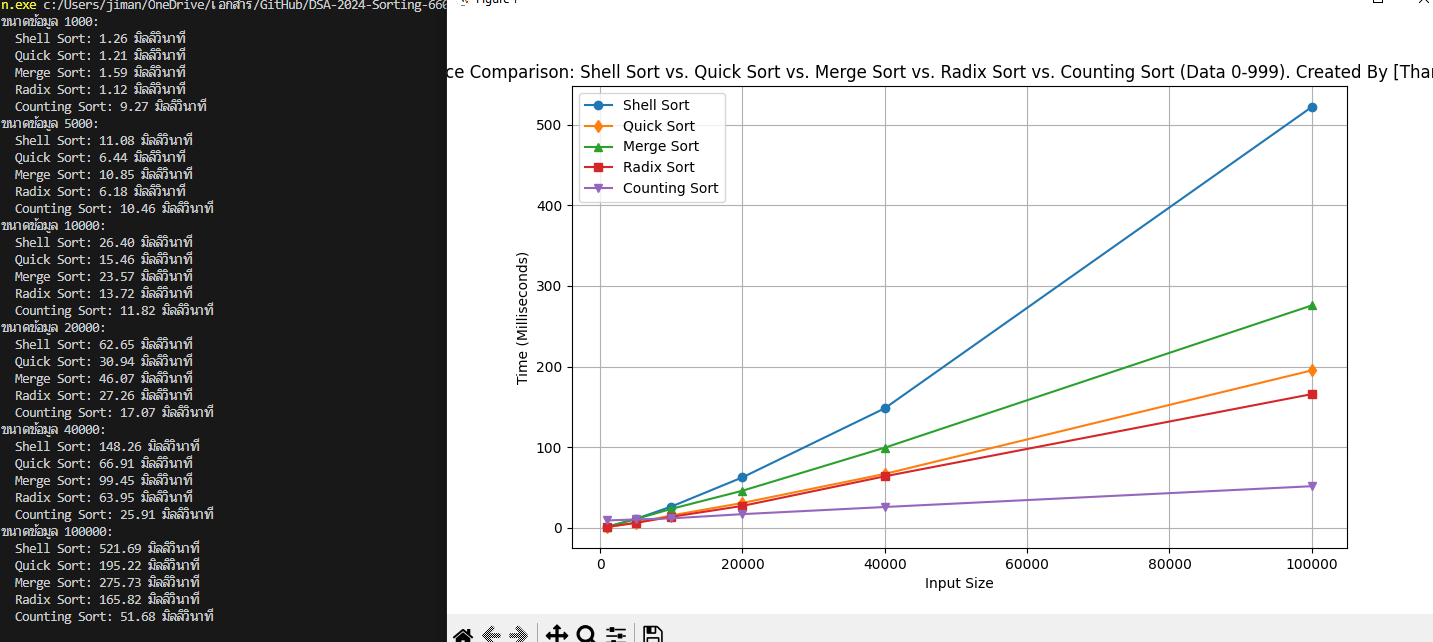 n.exe c:/Users/jiman/OneDrive/เอกสาร/GitHub/DSA-2024-Sorting-660
ขนาดข้อมูล 1000:
Shell Sort: 1.26 มิลลิวินาที
Quick Sort: 1.21 มิลลิวินาที
Merge Sort: 1.59 มิลลิวินาที
Radix Sort: 1.12 มิลลิวินาที
Counting Sort: 9.27 มิลลิวินาที
ขนาดข้อมูล 5000:
Shell Sort: 11.08 มิลลิวินาที
Quick Sort: 6.44 มิลลิวินาที
Merge Sort: 10.85 มิลลิวินาที
Radix Sort: 6.18 มิลลิวินาที
Counting Sort: 10.46 มิลลิวินาที
ขนาดข้อมูล 10000:
Shell Sort: 26.40 มิลลิวินาที
Quick Sort: 15.46 มิลลิวินาที
Merge Sort: 23.57 มิลลิวินาที
Radix Sort: 13.72 มิลลิวินาที
Counting Sort: 11.82 มิลลิวินาที
ขนาดข้อมูล 20000:
Shell Sort: 62.65 มิลลิวินาที
Quick Sort: 30.94 มิลลิวินาที
Merge Sort: 46.07 มิลลิวินาที
Radix Sort: 27.26 มิลลิวินาที
Counting Sort: 17.07 มิลลิวินาที
ขนาดข้อมูล 40000:
Shell Sort: 148.26 มิลลิวินาที
Quick Sort: 66.91 มิลลิวินาที
Merge Sort: 99.45 มิลลิวินาที
Radix Sort: 63.95 มิลลิวินาที
Counting Sort: 25.91 มิลลิวินาที
ขนาดข้อมูล 100000:
Shell Sort: 521.69 มิลลิวินาที
Quick Sort: 195.22 มิลลิวินาที
Merge Sort: 275.73 มิลลิวินาที
Radix Sort: 165.82 มิลลิวินาที
Counting Sort: 51.68 มิลลิวินาที
ce Comparison: Shell Sort vs. Quick Sort vs. Merge Sort vs. Radix Sort vs. Counting Sort (Data 0-999). Created By [Thar
Shell Sort
Quick Sort
Merge Sort
Radix Sort
Counting Sort
500
400
300
200
100
0
Time (Milliseconds)
0 20000 40000 60000 80000 100000
Input Size